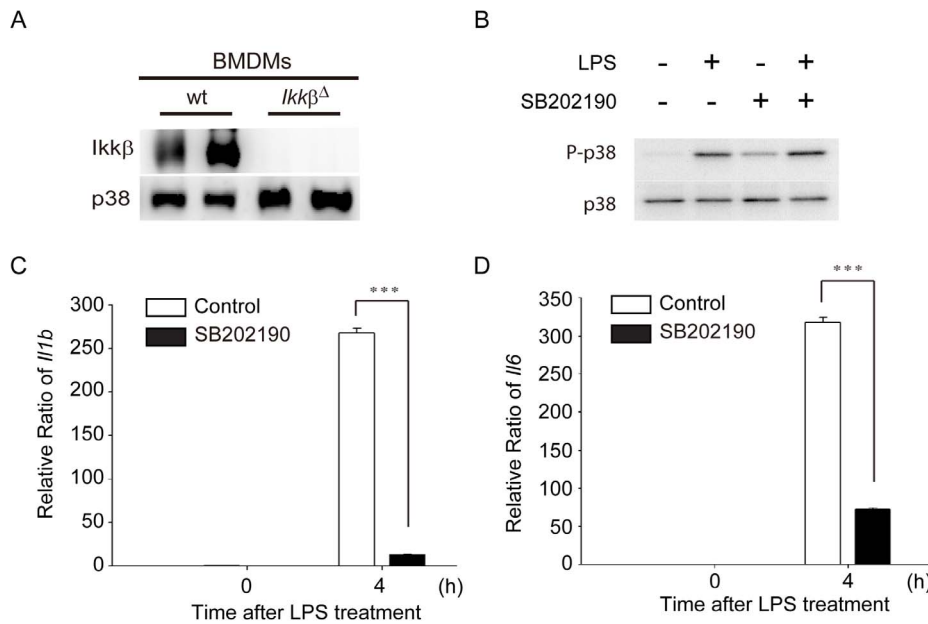 A
BMDMs
wt IkkβΔ
Ikkβ
p38
B
LPS - + - +
SB202190 - - + +
P-p38
p38
C
Control
SB202190
***
Relative Ratio of Il1b
300
250
200
150
100
50
0
0 4 (h)
Time after LPS treatment
D
Control
SB202190
***
Relative Ratio of Il6
350
300
250
200
150
100
50
0
0 4 (h)
Time after LPS treatment